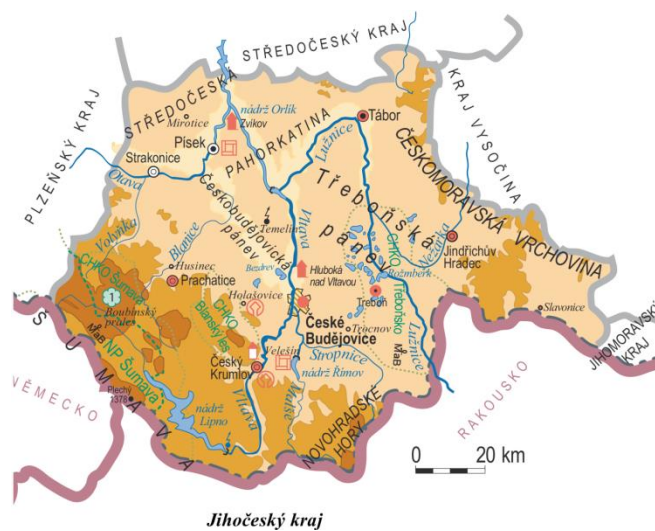 STŘEDOČESKÝ KRAJ
PLZEŇSKÝ KRAJ
KRAJ VYSOČINA
STŘEDOČESKÁ
PAHORKATINA
nádrž Orlík
Mirotice
Zvíkov
Písek
Strakonice
Otava
Tábor
Lužnice
ČESKOMORAVSKÁ VRCHOVINA
Volyňka
Blanice
Českobudějovická
pánev
Temelín
Vltava
Třeboňská
pánev
Nežárka
Jindřichův
Hradec
CHKO Šumava
1
Boubínský
prales
Husinec
Prachatice
Bezdrev
Holašovice
Hluboká
nad Vltavou
Rožmberk
Třeboň
CHKO Třeboňsko
Slavonice
České
Budějovice
Trocnov
CHKO
Blanský les
Český
Krumlov
Velešín
Stropnice
nádrž Římov
Malše
Lužnice
JIHOMORAVSKÝ
KRAJ
ŠUMAVA
NP Šumava
NĚMECKO
Plechý
1378
nádrž
Lipno
Vltava
NOVOHRADSKÉ
HORY
RAKOUSKO
0 20 km
Jihočeský kraj